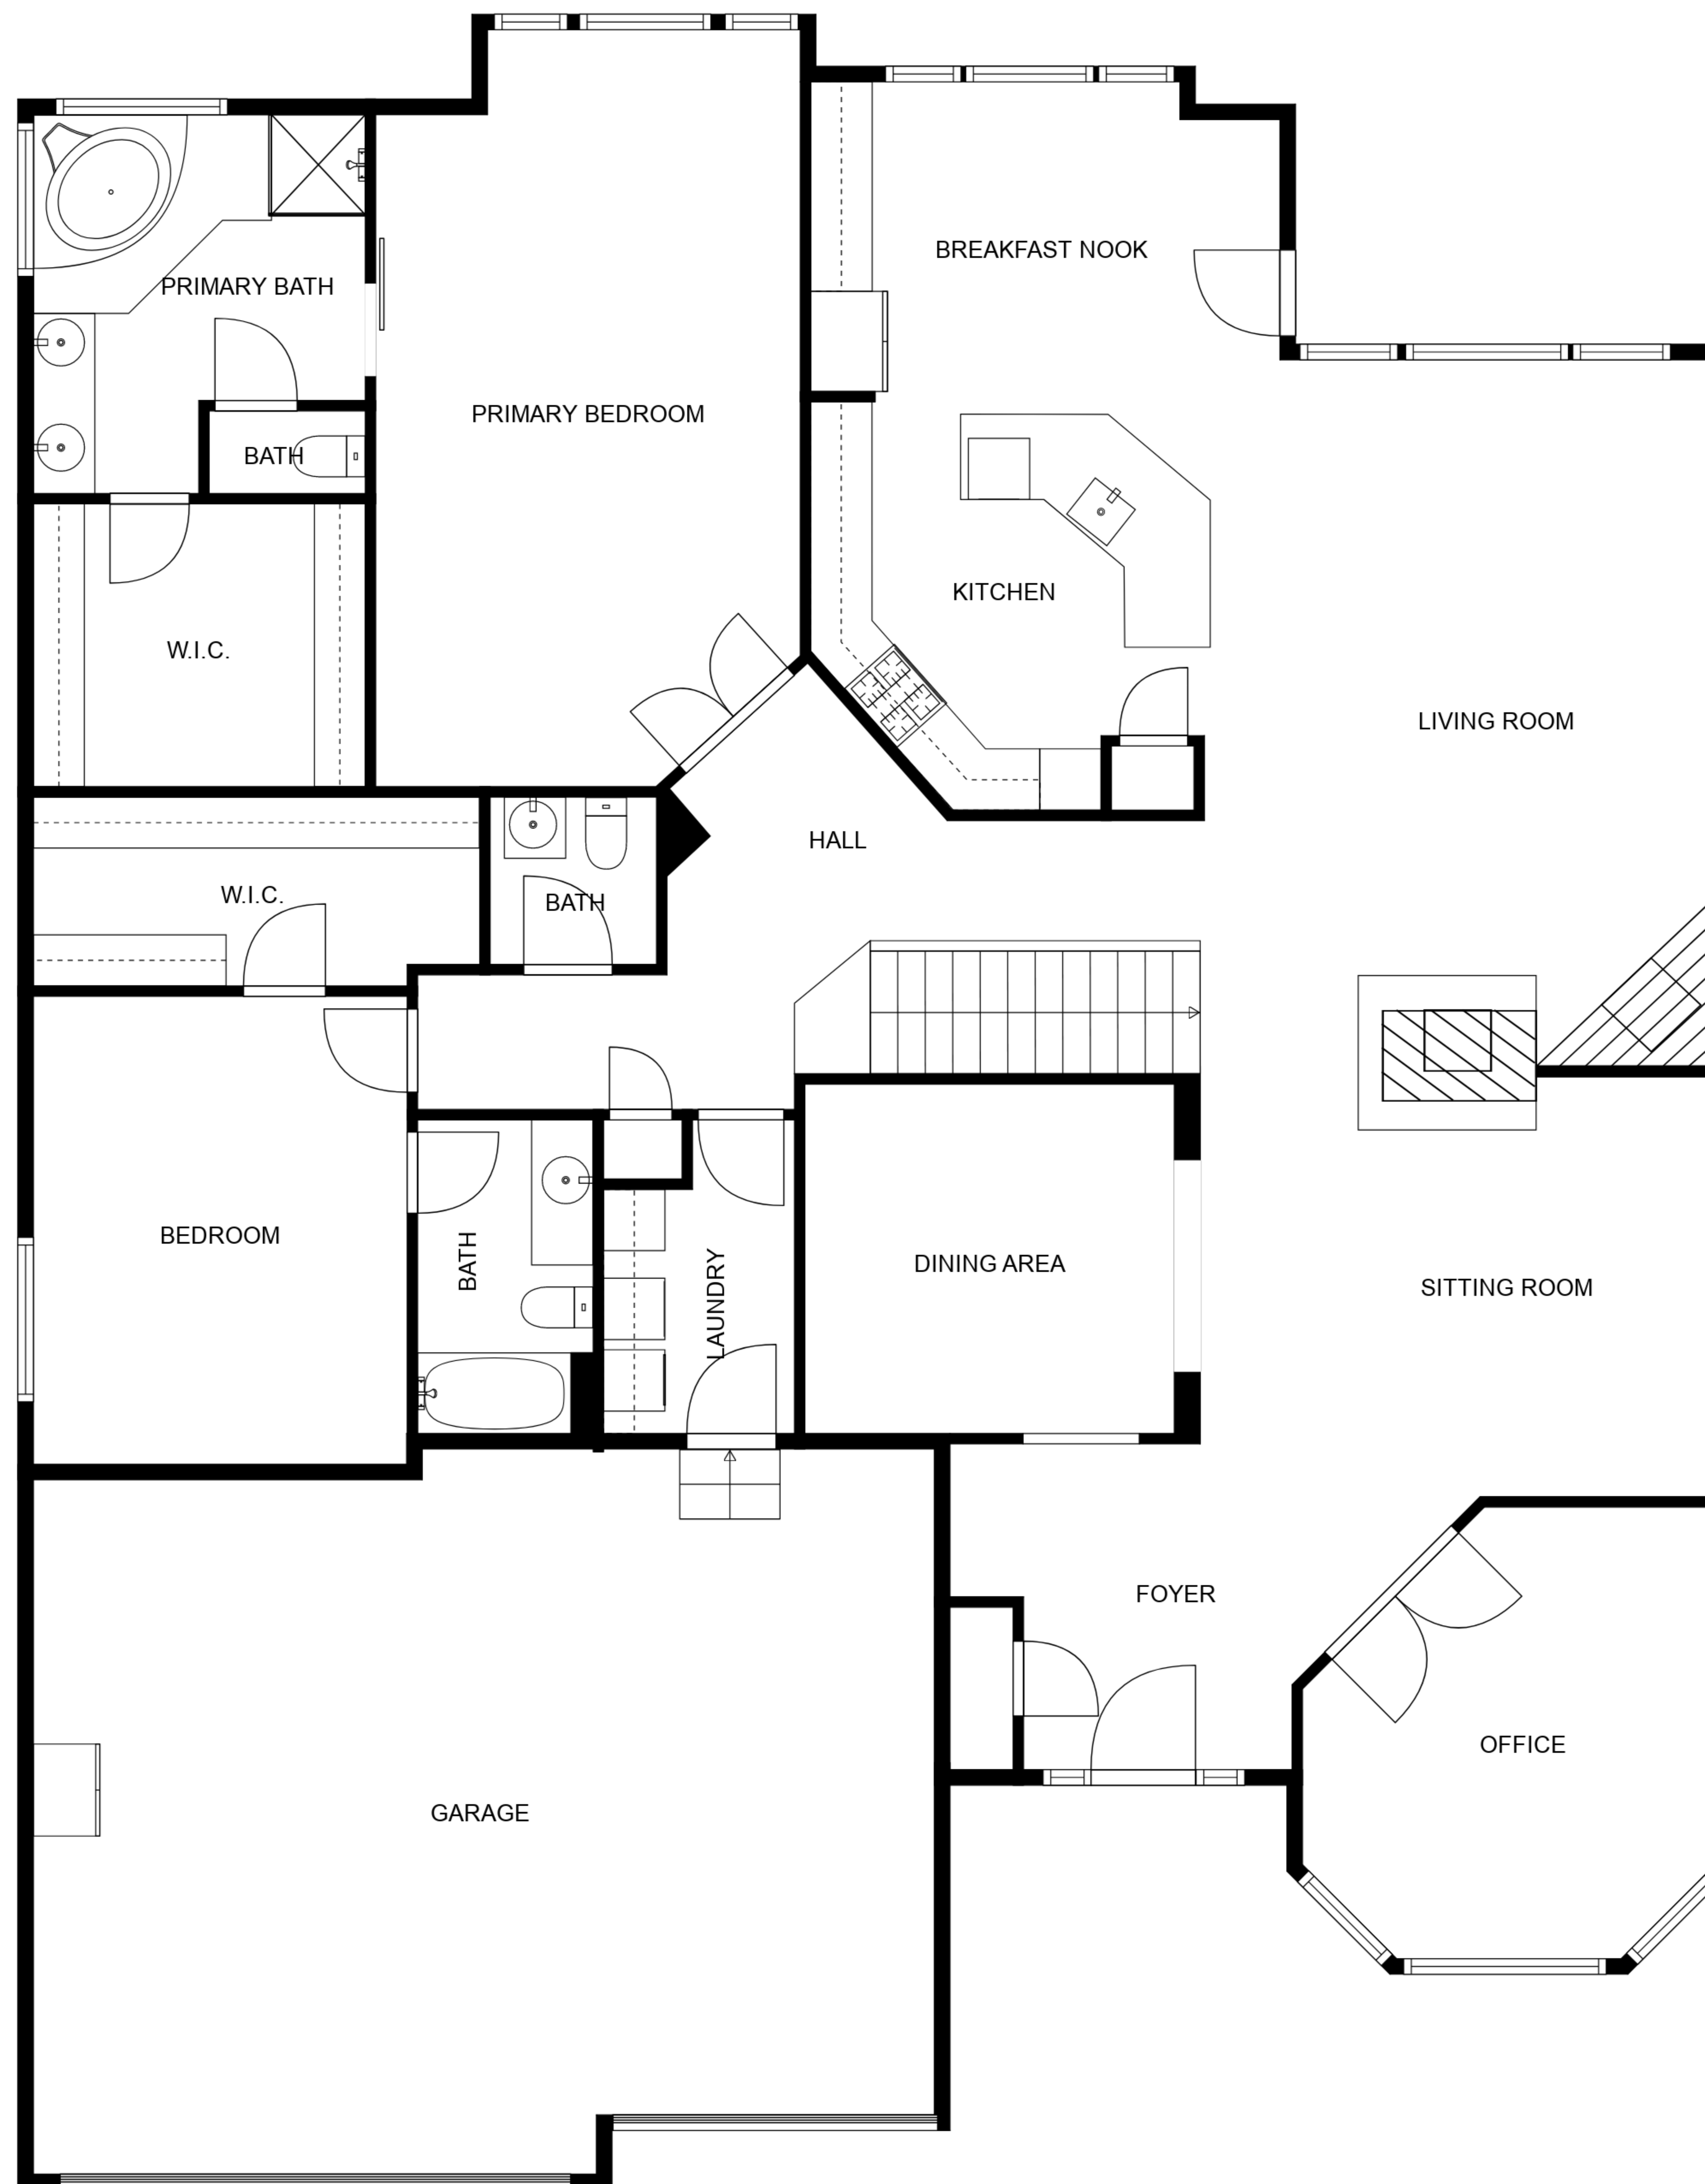 BREAKFAST NOOK
PRIMARY BATH
PRIMARY BEDROOM
BATH
KITCHEN
W.I.C.
LIVING ROOM
HALL
W.I.C.
BATH
BEDROOM
BATH
LAUNDRY
DINING AREA
SITTING ROOM
FOYER
OFFICE
GARAGE